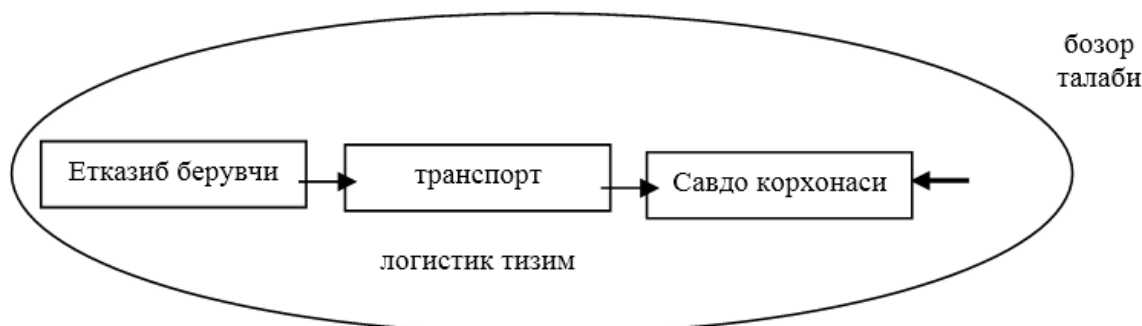 бозор
талаби
Етказиб берувчи
транспорт
Савдо корхонаси
логистик тизим